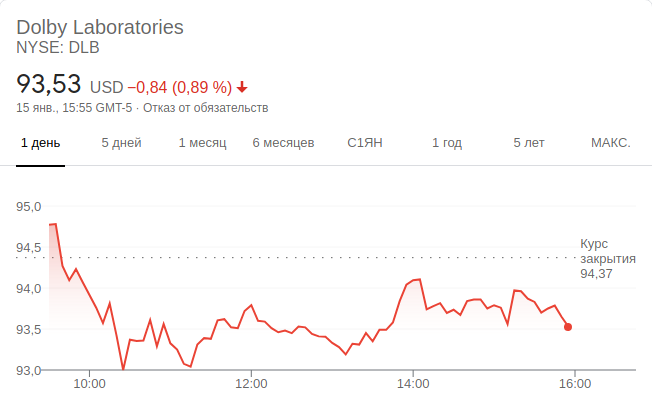 Dolby Laboratories
NYSE: DLB
93,53 USD −0,84 (0,89 %)
15 янв., 15:55 GMT-5 · Отказ от обязательств
1 день 5 дней 1 месяц 6 месяцев С1ЯН 1 год 5 лет МАКС.
95,0
94,5
94,0
93,5
93,0
Курс
закрытия
94,37
10:00 12:00 14:00 16:00